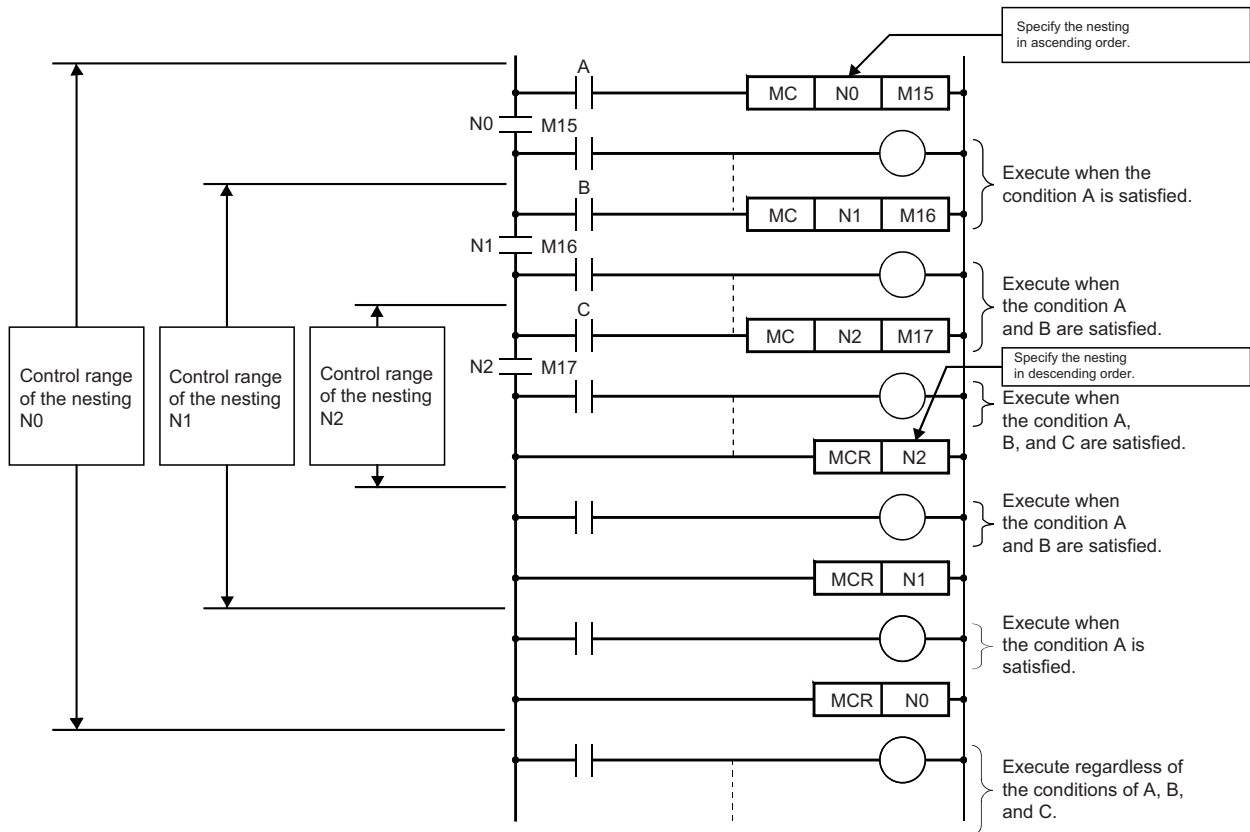 Specify the nesting
in ascending order.
A
MC N0 M15
N0 M15
Execute when the
condition A is satisfied.
B
MC N1 M16
N1 M16
Execute when
the condition A
and B are satisfied.
C
MC N2 M17
N2 M17
Specify the nesting
in descending order.
Control range
of the nesting
N0
Control range
of the nesting
N1
Control range
of the nesting
N2
Execute when
the condition A,
B, and C are satisfied.
MCR N2
Execute when
the condition A
and B are satisfied.
MCR N1
Execute when
the condition A is
satisfied.
MCR N0
Execute regardless of
the conditions of A, B,
and C.